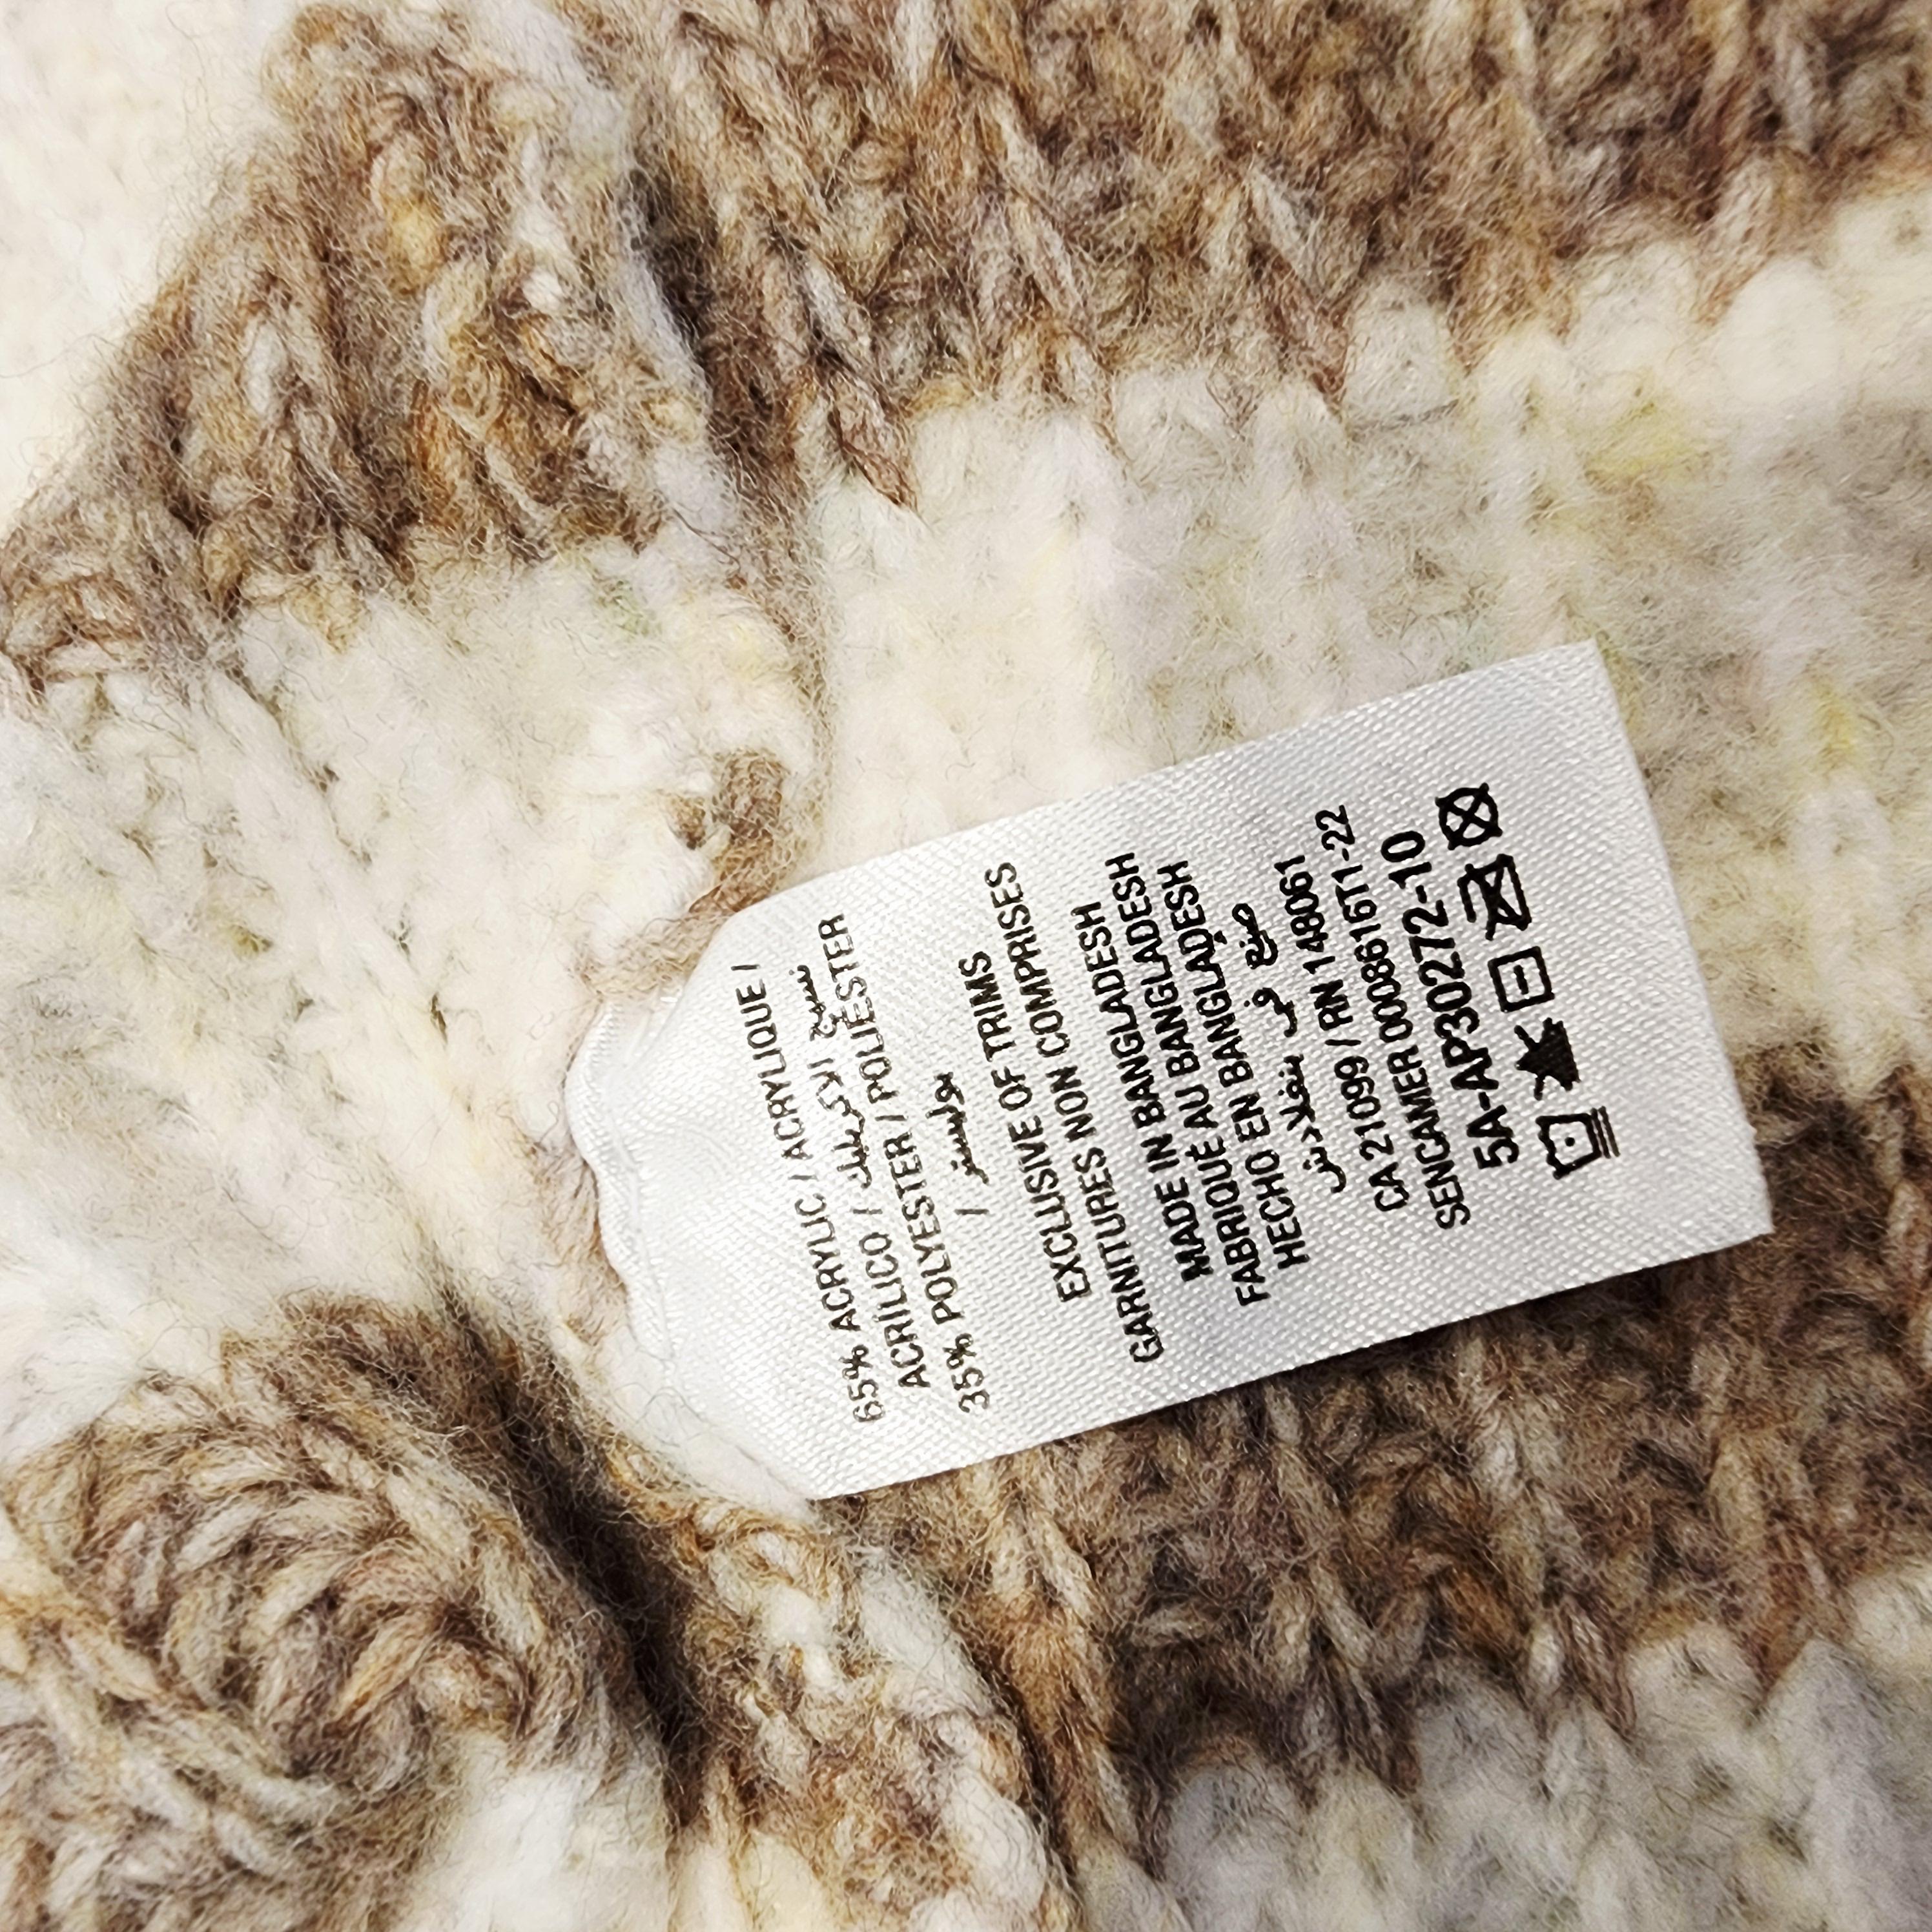 65% ACRYLIC / ACRYLIQUE /
ACRILICO / نسيج الاكريليك
35% POLYESTER / POLIESTER
/ بوليستر
EXCLUSIVE OF TRIMS
GARNITURES NON COMPRISES
MADE IN BANGLADESH
FABRIQUÉ AU BANGLADESH
HECHO EN BANGLADESH
صنع في بنغلاديش
CA 21099 / RN 148061
SENCAMER 0008616T1-22
5A-AP30272-10